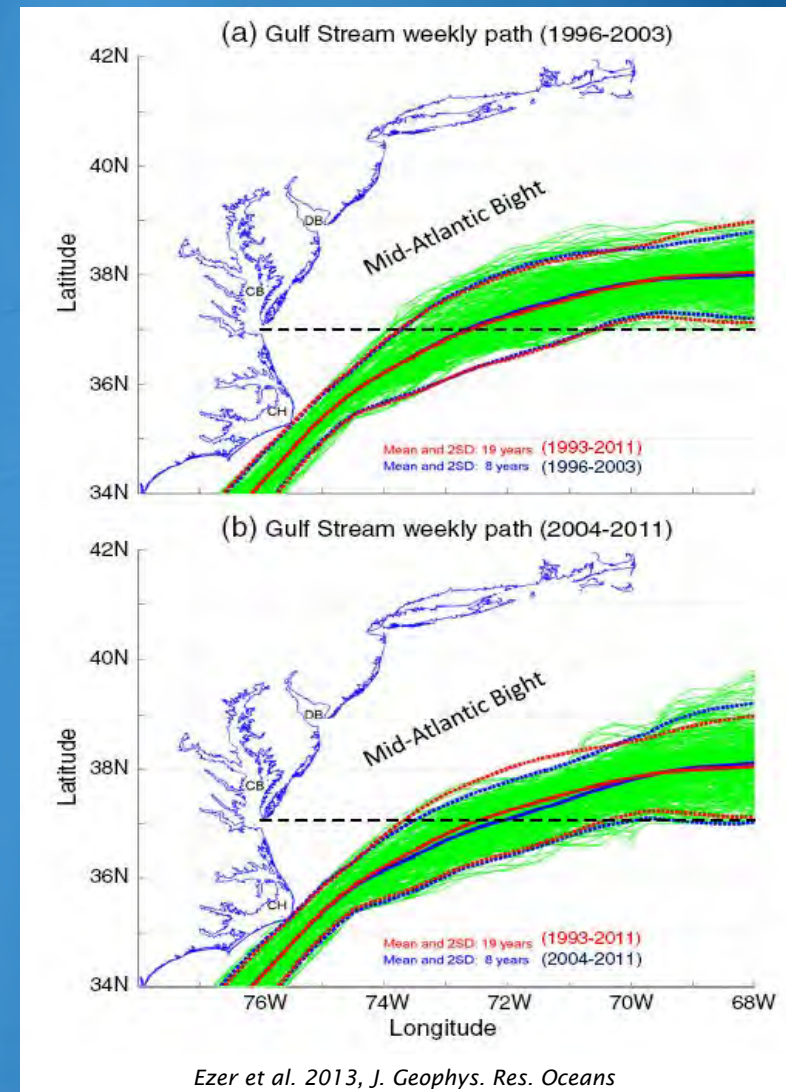 (a) Gulf Stream weekly path (1996-2003)
42N
40N
38N
36N
34N
Latitude
DB
CB
CH
Mid-Atlantic Bight
Mean and 2SD: 19 years (1993-2011)
Mean and 2SD: 8 years (1996-2003)
(b) Gulf Stream weekly path (2004-2011)
42N
40N
38N
36N
34N
Latitude
DB
CB
CH
Mid-Atlantic Bight
Mean and 2SD: 19 years (1993-2011)
Mean and 2SD: 8 years (2004-2011)
76W 74W 72W 70W 68W
Longitude
Ezer et al. 2013, J. Geophys. Res. Oceans